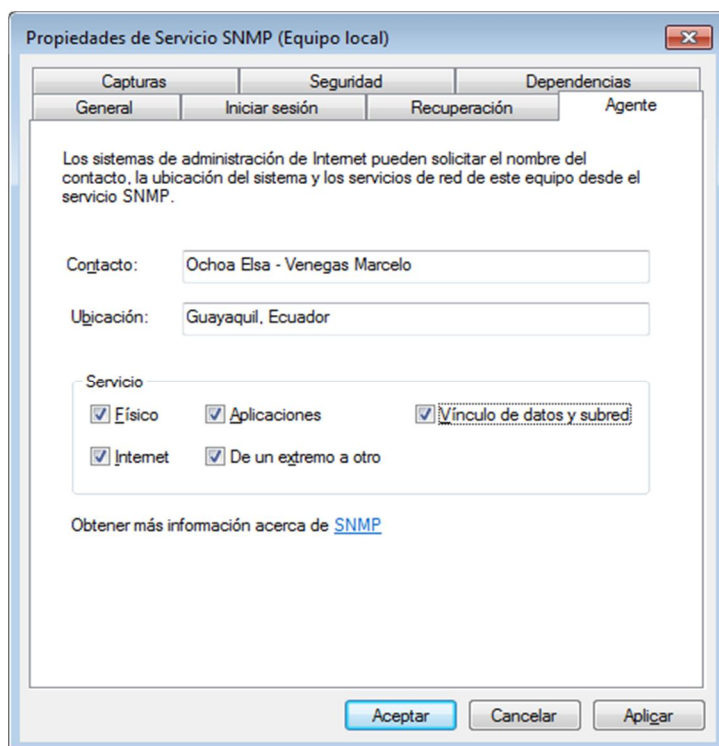 Propiedades de Servicio SNMP (Equipo local)
Capturas Seguridad Dependencias
General Iniciar sesión Recuperación Agente
Los sistemas de administración de Internet pueden solicitar el nombre del
contacto, la ubicación del sistema y los servicios de red de este equipo desde el
servicio SNMP.
Contacto: Ochoa Elsa - Venegas Marcelo
Ubicación: Guayaquil, Ecuador
Servicio
Físico Aplicaciones Vínculo de datos y subred
Internet De un extremo a otro
Obtener más información acerca de SNMP
Aceptar Cancelar Aplicar